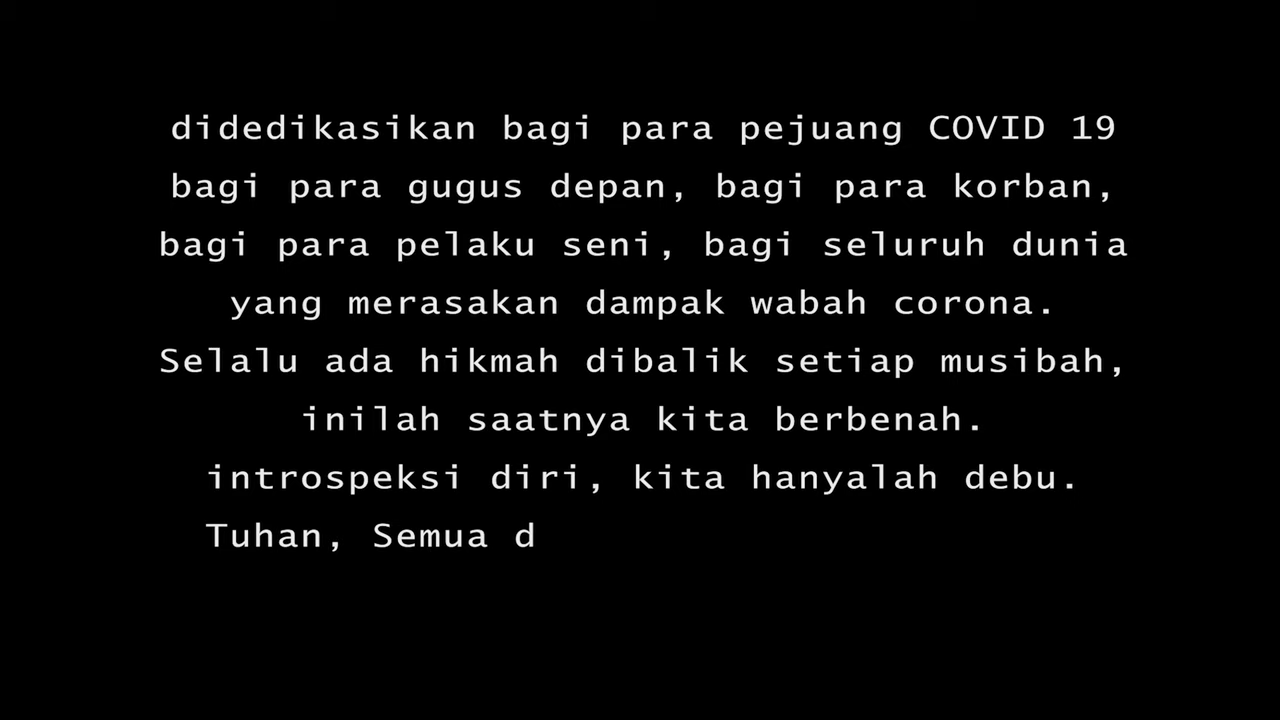 didedikasikan bagi para pejuang COVID 19
bagi para gugus depan, bagi para korban,
bagi para pelaku seni, bagi seluruh dunia
yang merasakan dampak wabah corona.
Selalu ada hikmah dibalik setiap musibah,
inilah saatnya kita berbenah.
introspeksi diri, kita hanyalah debu.
Tuhan, Semua d